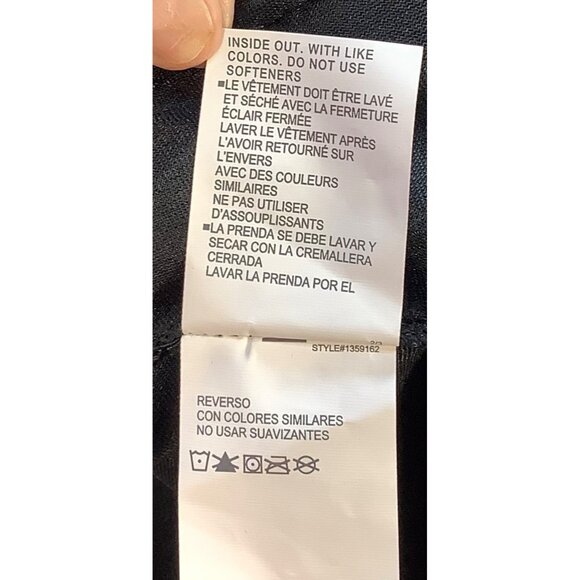 INSIDE OUT. WITH LIKE
COLORS. DO NOT USE
SOFTENERS
■LE VÊTEMENT DOIT ÊTRE LAVÉ
ET SÉCHÉ AVEC LA FERMETURE
ÉCLAIR FERMÉE
LAVER LE VÊTEMENT APRÈS
L'AVOIR RETOURNÉ SUR
L'ENVERS
AVEC DES COULEURS
SIMILAIRES
NE PAS UTILISER
D'ASSOUPLISSANTS
■LA PRENDA SE DEBE LAVAR Y
SECAR CON LA CREMALLERA
CERRADA
LAVAR LA PRENDA POR EL
STYLE#1359162
REVERSO
CON COLORES SIMILARES
NO USAR SUAVIZANTES